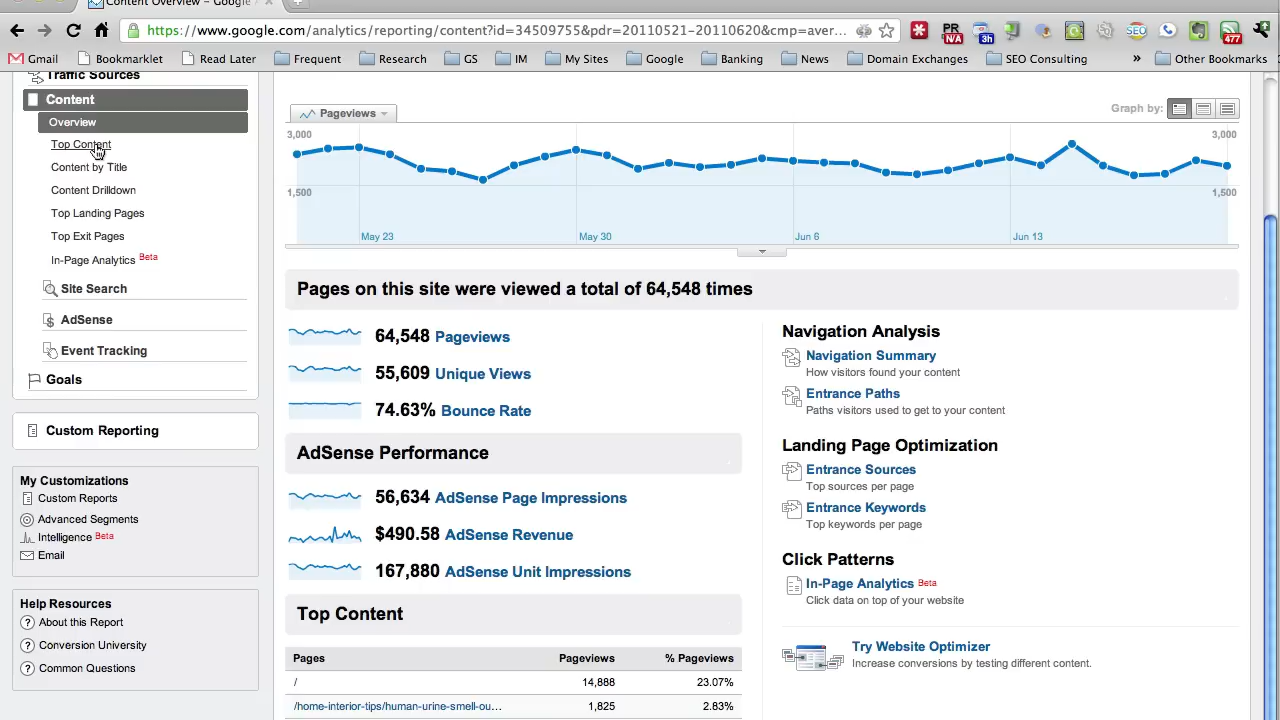 Content Overview - Google
https://www.google.com/analytics/reporting/content?id=34509755&pdr=20110521-20110620&cmp=aver...
PR
N/A
3h
SEO
477
Gmail
Bookmarklet
Read Later
Frequent
Research
GS
IM
My Sites
Google
Banking
News
Domain Exchanges
SEO Consulting
»
Other Bookmarks
Traffic Sources
Content
Overview
Top Content
Content by Title
Content Drilldown
Top Landing Pages
Top Exit Pages
In-Page Analytics Beta
Site Search
AdSense
Event Tracking
Goals
Custom Reporting
My Customizations
Custom Reports
Advanced Segments
Intelligence Beta
Email
Help Resources
? About this Report
? Conversion University
? Common Questions
Pageviews
Graph by:
3,000
3,000
1,500
1,500
May 23
May 30
Jun 6
Jun 13
Pages on this site were viewed a total of 64,548 times
64,548 Pageviews
55,609 Unique Views
74.63% Bounce Rate
AdSense Performance
56,634 AdSense Page Impressions
$490.58 AdSense Revenue
167,880 AdSense Unit Impressions
Top Content
Pages Pageviews % Pageviews
/ 14,888 23.07%
/home-interior-tips/human-urine-smell-ou... 1,825 2.83%
Navigation Analysis
Navigation Summary
How visitors found your content
Entrance Paths
Paths visitors used to get to your content
Landing Page Optimization
Entrance Sources
Top sources per page
Entrance Keywords
Top keywords per page
Click Patterns
In-Page Analytics Beta
Click data on top of your website
Try Website Optimizer
Increase conversions by testing different content.